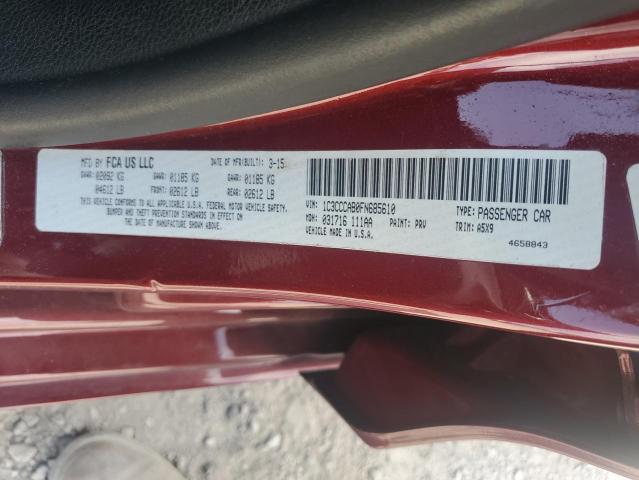 MFD BY FCA US LLC DATE OF MFR(BUILT): 3-15
GVWR: 02092 KG GAWR: 01185 KG GAWR: 01185 KG
04612 LB FRONT: 02612 LB REAR: 02612 LB
THIS VEHICLE CONFORMS TO ALL APPLICABLE, FEDERAL MOTOR VEHICLE SAFETY,
BUMPER AND THEFT PREVENTION STANDARDS IN EFFECT ON
THE DATE OF MANUFACTURE SHOWN ABOVE.
VIN: 1C3CCCAB0FN685610 TYPE: PASSENGER CAR
MDH: 031716 111AA PAINT: PRV TRIM: A5X9
VEHICLE MADE IN U.S.A. 4658843